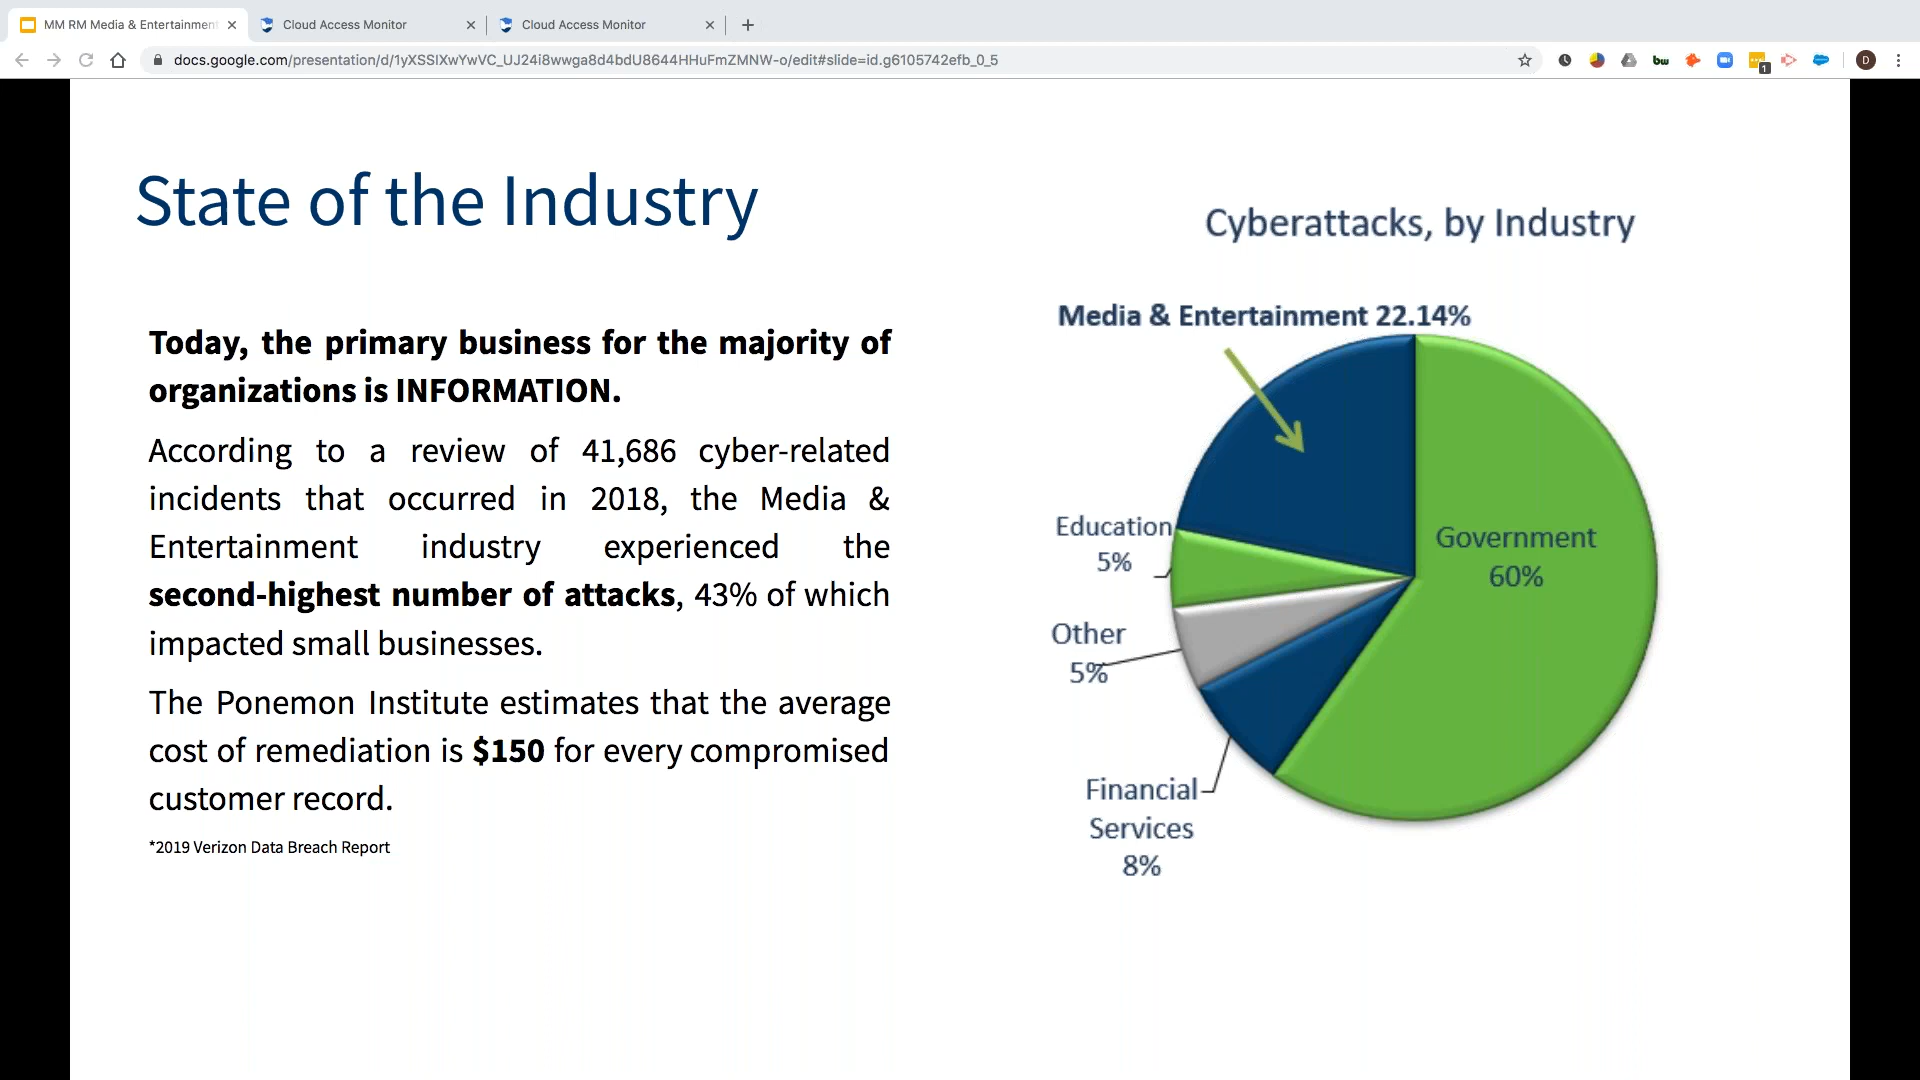 MM RM Media & Entertainment
Cloud Access Monitor
Cloud Access Monitor
docs.google.com/presentation/d/1yXSSIXwYwVC_UJ24i8wwga8d4bdU8644HHuFmZMNW-o/edit#slide=id.g6105742efb_0_5
bw
1
D
State of the Industry
Today, the primary business for the majority of
organizations is INFORMATION.
According to a review of 41,686 cyber-related
incidents that occurred in 2018, the Media &
Entertainment industry experienced the
second-highest number of attacks, 43% of which
impacted small businesses.
The Ponemon Institute estimates that the average
cost of remediation is $150 for every compromised
customer record.
*2019 Verizon Data Breach Report
Cyberattacks, by Industry
Media & Entertainment 22.14%
Education
5%
Government
60%
Other
5%
Financial
Services
8%